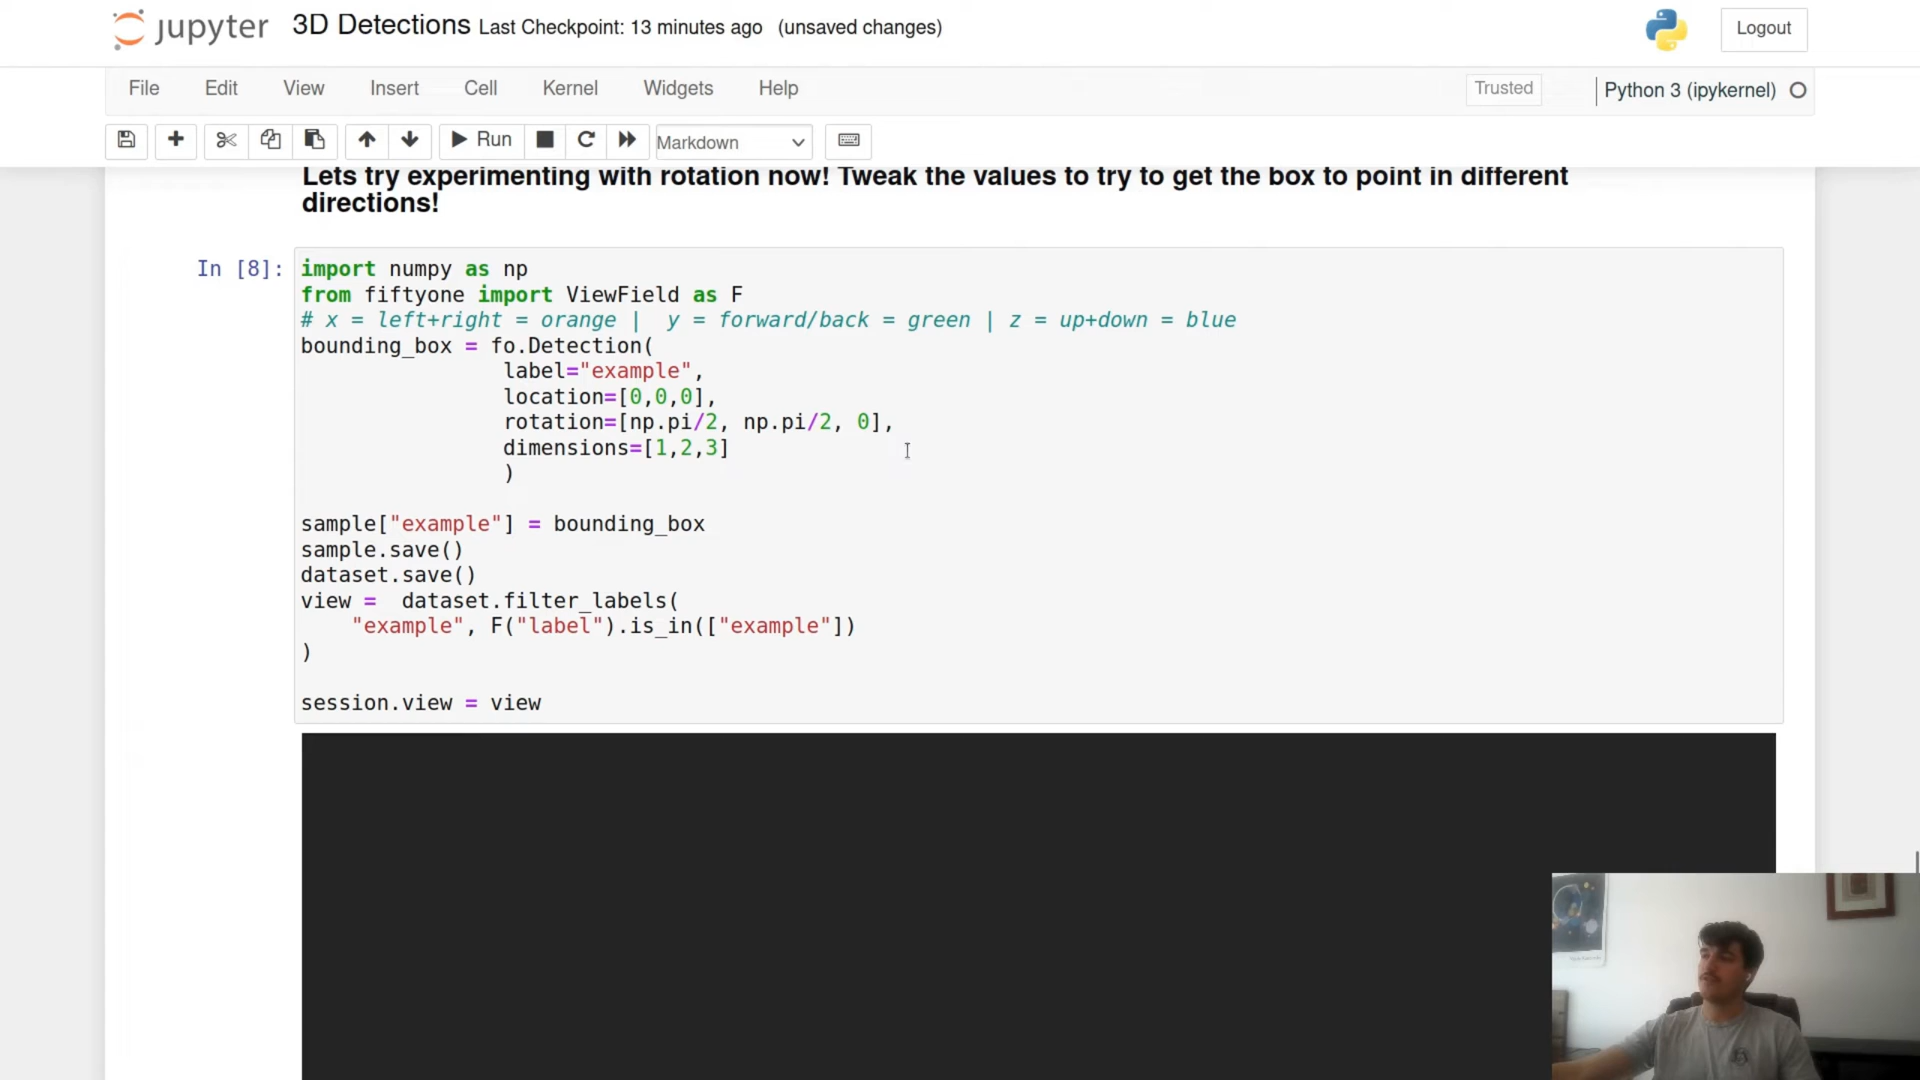 jupyter 3D Detections Last Checkpoint: 13 minutes ago (unsaved changes)
Logout
File Edit View Insert Cell Kernel Widgets Help
Trusted
Python 3 (ipykernel)
Run
Markdown
Lets try experimenting with rotation now! Tweak the values to try to get the box to point in different
directions!
In [8]:
import numpy as np
from fiftyone import ViewField as F
# x = left+right = orange |  y = forward/back = green | z = up+down = blue
bounding_box = fo.Detection(
label="example",
location=[0,0,0],
rotation=[np.pi/2, np.pi/2, 0],
dimensions=[1,2,3]
)
sample["example"] = bounding_box
sample.save()
dataset.save()
view =  dataset.filter_labels(
"example", F("label").is_in(["example"])
)
session.view = view